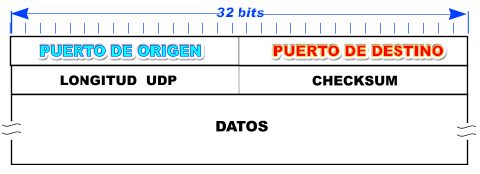 32 bits
PUERTO DE ORIGEN PUERTO DE DESTINO
LONGITUD UDP CHECKSUM
DATOS